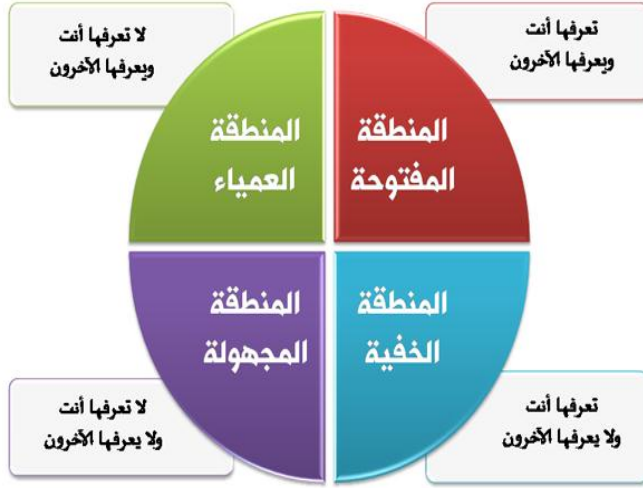 تعرفها أنت
ويعرفها الآخرون
لا تعرفها أنت
ويعرفها الآخرون
المنطقة
المفتوحة
المنطقة
العمياء
المنطقة
الخفية
المنطقة
المجهولة
تعرفها أنت
ولا يعرفها الآخرون
لا تعرفها أنت
ولا يعرفها الآخرون